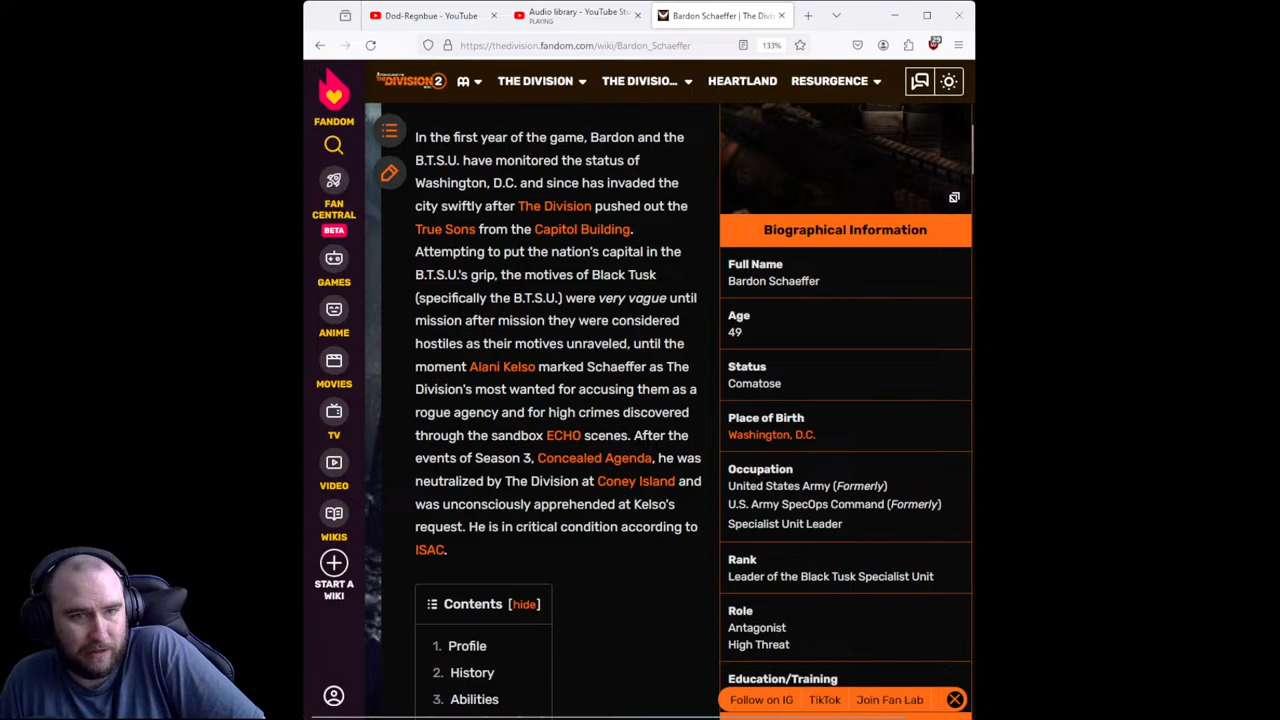 Dod-Regnbue - YouTube
Audio library - YouTube Stu
PLAYING
Bardon Schaeffer | The Divis
https://thedivision.fandom.com/wiki/Bardon_Schaeffer
133%
29
THE DIVISION 2
THE DIVISION
THE DIVISIO...
HEARTLAND
RESURGENCE
FANDOM
FAN CENTRAL
BETA
GAMES
ANIME
MOVIES
TV
VIDEO
WIKIS
START A WIKI
In the first year of the game, Bardon and the
B.T.S.U. have monitored the status of
Washington, D.C. and since has invaded the
city swiftly after The Division pushed out the
True Sons from the Capitol Building.
Attempting to put the nation's capital in the
B.T.S.U.'s grip, the motives of Black Tusk
(specifically the B.T.S.U.) were very vague until
mission after mission they were considered
hostiles as their motives unraveled, until the
moment Alani Kelso marked Schaeffer as The
Division's most wanted for accusing them as a
rogue agency and for high crimes discovered
through the sandbox ECHO scenes. After the
events of Season 3, Concealed Agenda, he was
neutralized by The Division at Coney Island and
was unconsciously apprehended at Kelso's
request. He is in critical condition according to
ISAC.
Contents [hide]
1. Profile
2. History
3. Abilities
Biographical Information
Full Name
Bardon Schaeffer
Age
49
Status
Comatose
Place of Birth
Washington, D.C.
Occupation
United States Army (Formerly)
U.S. Army SpecOps Command (Formerly)
Specialist Unit Leader
Rank
Leader of the Black Tusk Specialist Unit
Role
Antagonist
High Threat
Education/Training
Follow on IG
TikTok
Join Fan Lab